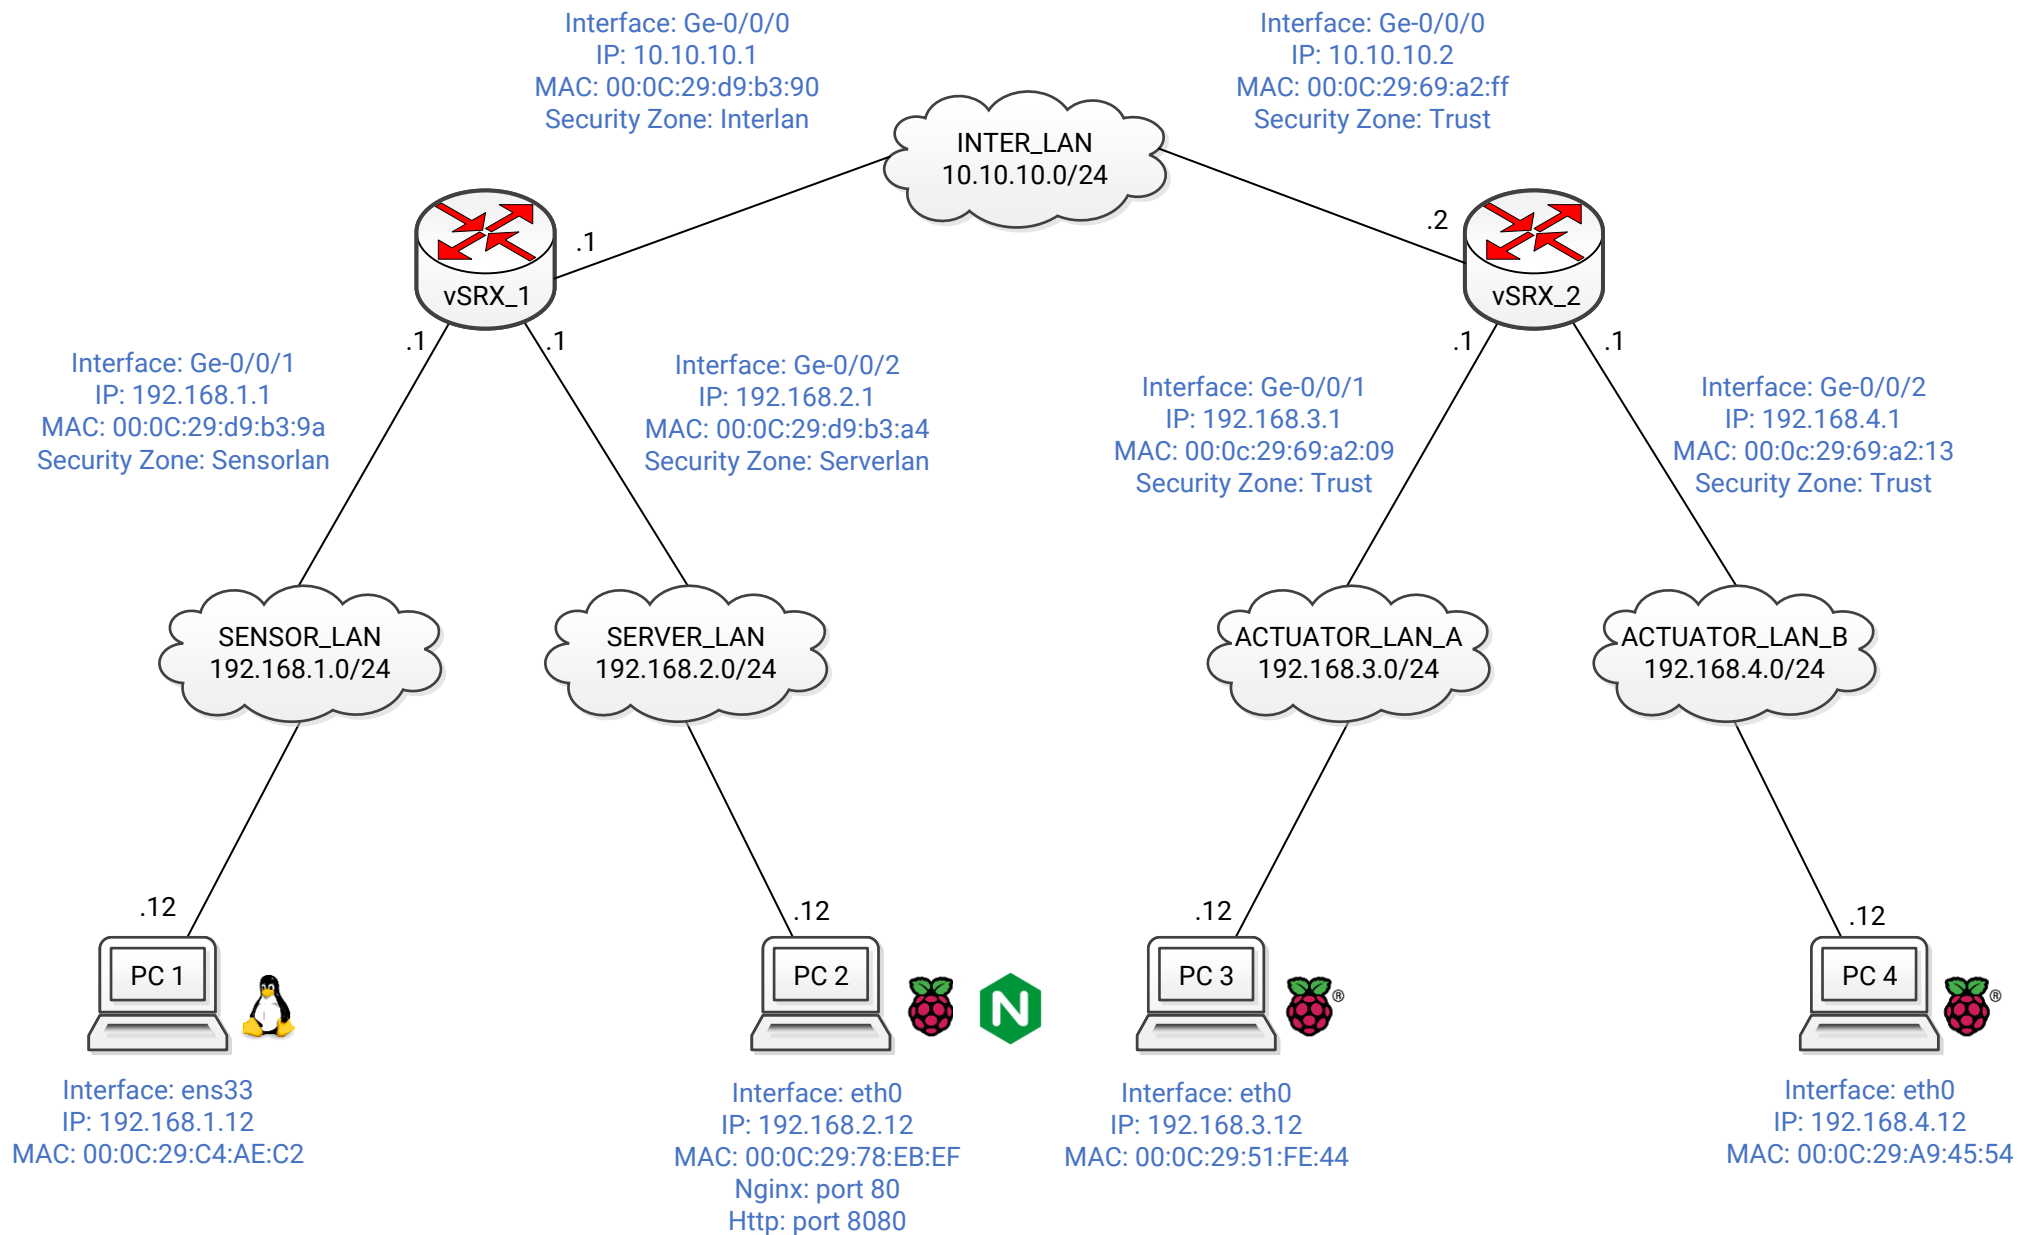 Interface: Ge-0/0/0
IP: 10.10.10.1
MAC: 00:0C:29:d9:b3:90
Security Zone: Interlan
Interface: Ge-0/0/0
IP: 10.10.10.2
MAC: 00:0C:29:69:a2:ff
Security Zone: Trust
INTER_LAN
10.10.10.0/24
.1
.2
vSRX_1
vSRX_2
.1
.1
.1
.1
Interface: Ge-0/0/1
IP: 192.168.1.1
MAC: 00:0C:29:d9:b3:9a
Security Zone: Sensorlan
Interface: Ge-0/0/2
IP: 192.168.2.1
MAC: 00:0C:29:d9:b3:a4
Security Zone: Serverlan
Interface: Ge-0/0/1
IP: 192.168.3.1
MAC: 00:0c:29:69:a2:09
Security Zone: Trust
Interface: Ge-0/0/2
IP: 192.168.4.1
MAC: 00:0c:29:69:a2:13
Security Zone: Trust
SENSOR_LAN
192.168.1.0/24
SERVER_LAN
192.168.2.0/24
ACTUATOR_LAN_A
192.168.3.0/24
ACTUATOR_LAN_B
192.168.4.0/24
.12
.12
.12
.12
PC 1
PC 2
N
PC 3
®
PC 4
®
Interface: ens33
IP: 192.168.1.12
MAC: 00:0C:29:C4:AE:C2
Interface: eth0
IP: 192.168.2.12
MAC: 00:0C:29:78:EB:EF
Nginx: port 80
Http: port 8080
Interface: eth0
IP: 192.168.3.12
MAC: 00:0C:29:51:FE:44
Interface: eth0
IP: 192.168.4.12
MAC: 00:0C:29:A9:45:54